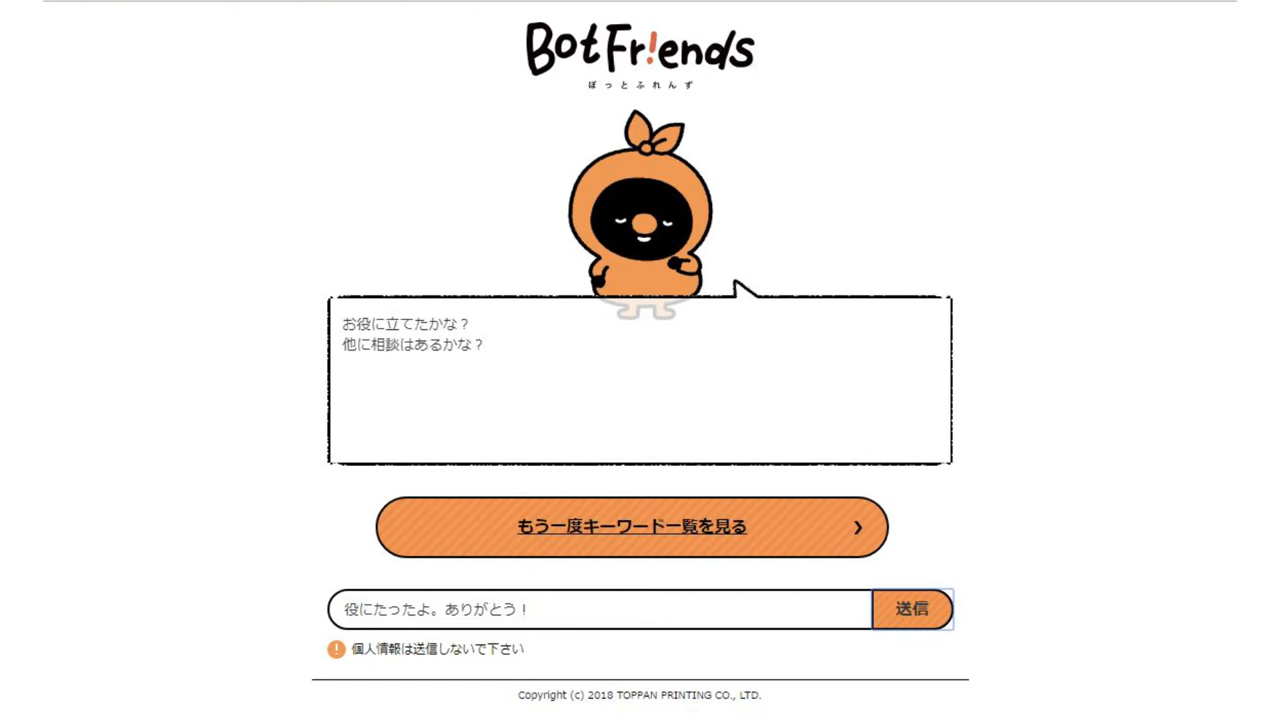 BotFr!ends
ぼっとふれんず
お役に立てたかな？
他に相談はあるかな？
もう一度キーワード一覧を見る
役にたったよ。ありがとう！
送信
個人情報は送信しないで下さい
Copyright (c) 2018 TOPPAN PRINTING CO., LTD.